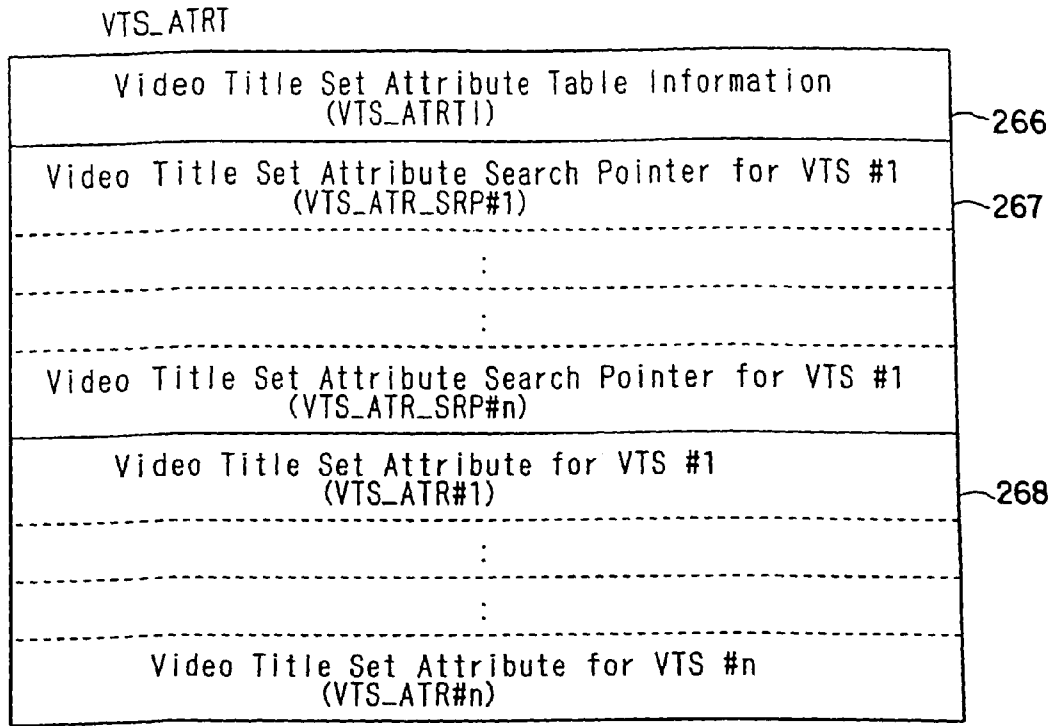 VTS_ATRT
Video Title Set Attribute Table Information
(VTS_ATRTI)
266
Video Title Set Attribute Search Pointer for VTS #1
(VTS_ATR_SRP#1)
267
:
:
Video Title Set Attribute Search Pointer for VTS #1
(VTS_ATR_SRP#n)
Video Title Set Attribute for VTS #1
(VTS_ATR#1)
268
:
:
Video Title Set Attribute for VTS #n
(VTS_ATR#n)